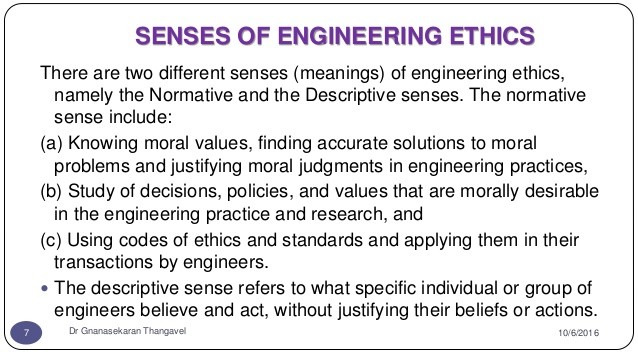 SENSES OF ENGINEERING ETHICS
There are two different senses (meanings) of engineering ethics,
namely the Normative and the Descriptive senses. The normative
sense include:
(a) Knowing moral values, finding accurate solutions to moral
problems and justifying moral judgments in engineering practices,
(b) Study of decisions, policies, and values that are morally desirable
in the engineering practice and research, and
(c) Using codes of ethics and standards and applying them in their
transactions by engineers.
• The descriptive sense refers to what specific individual or group of
engineers believe and act, without justifying their beliefs or actions.
7 Dr Gnanasekaran Thangavel 10/6/2016